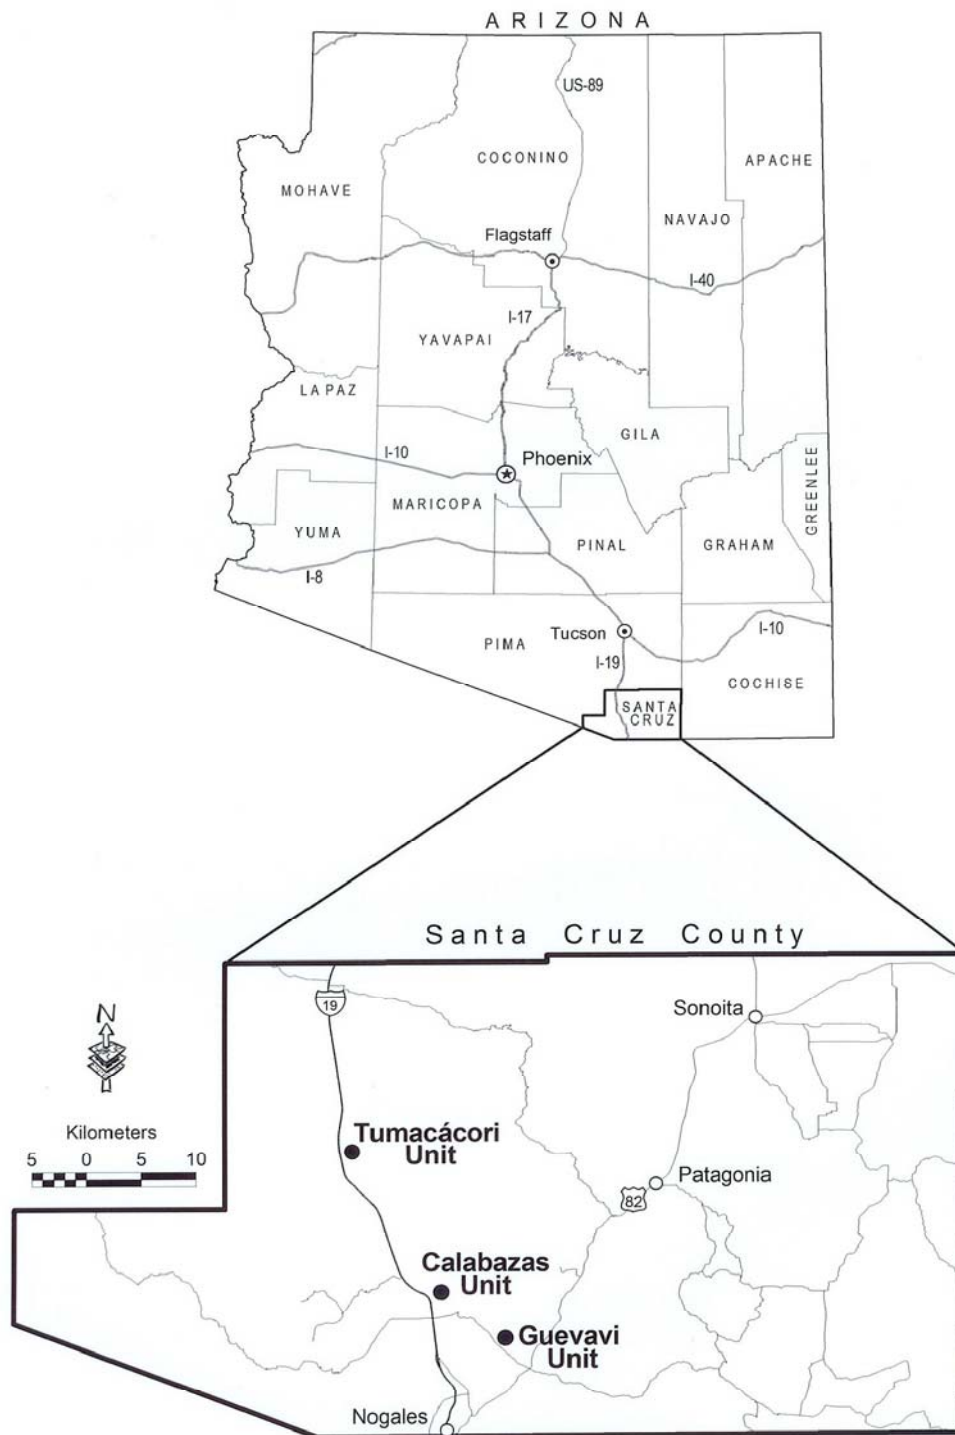 ARIZONA
US-89
COCONINO
APACHE
MOHAVE
NAVAJO
Flagstaff
I-40
I-17
YAVAPAI
LA PAZ
GILA
I-10
Phoenix
GREENLEE
MARICOPA
YUMA
PINAL
GRAHAM
I-8
Tucson
I-10
PIMA
I-19
COCHISE
SANTA
CRUZ
Santa Cruz County
19
Sonoita
N
Kilometers
5 0 5 10
Tumacácori
Unit
Patagonia
82
Calabazas
Unit
Guevavi
Unit
Nogales